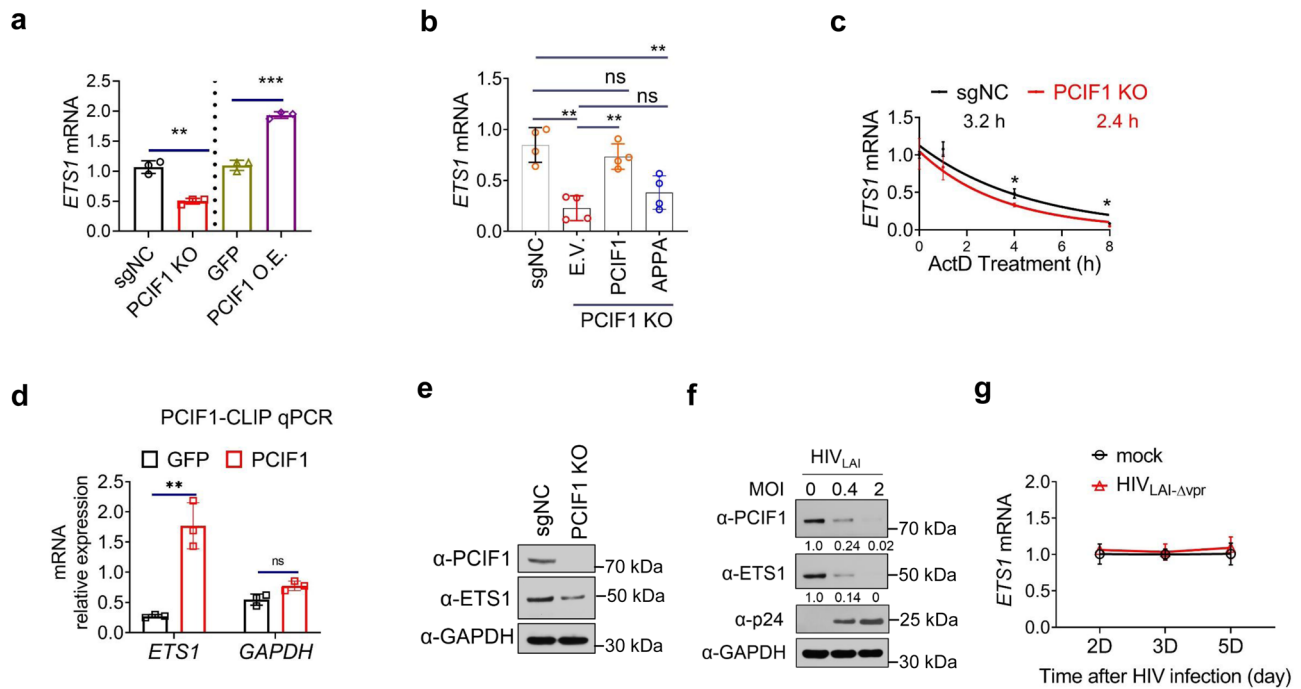 a
ETS1 mRNA
2.5
2.0
1.5
1.0
0.5
0.0
**
***
sgNC
PCIF1 KO
GFP
PCIF1 O.E.
b
ETS1 mRNA
1.5
1.0
0.5
0.0
**
ns
ns
**
**
sgNC
E.V.
PCIF1
APPA
PCIF1 KO
c
sgNC
PCIF1 KO
3.2 h
2.4 h
ETS1 mRNA
1.5
1.0
0.5
0.0
*
*
0
2
4
6
8
ActD Treatment (h)
d
PCIF1-CLIP qPCR
GFP
PCIF1
mRNA
relative expression
2.5
2.0
1.5
1.0
0.5
0.0
**
ns
ETS1
GAPDH
e
sgNC
PCIF1 KO
α-PCIF1
70 kDa
α-ETS1
50 kDa
α-GAPDH
30 kDa
f
HIVLAI
MOI 0 0.4 2
α-PCIF1
70 kDa
1.0 0.24 0.02
α-ETS1
50 kDa
1.0 0.14 0
α-p24
25 kDa
α-GAPDH
30 kDa
g
mock
HIVLAI-Δvpr
ETS1 mRNA
2.0
1.5
1.0
0.5
0.0
2D
3D
5D
Time after HIV infection (day)